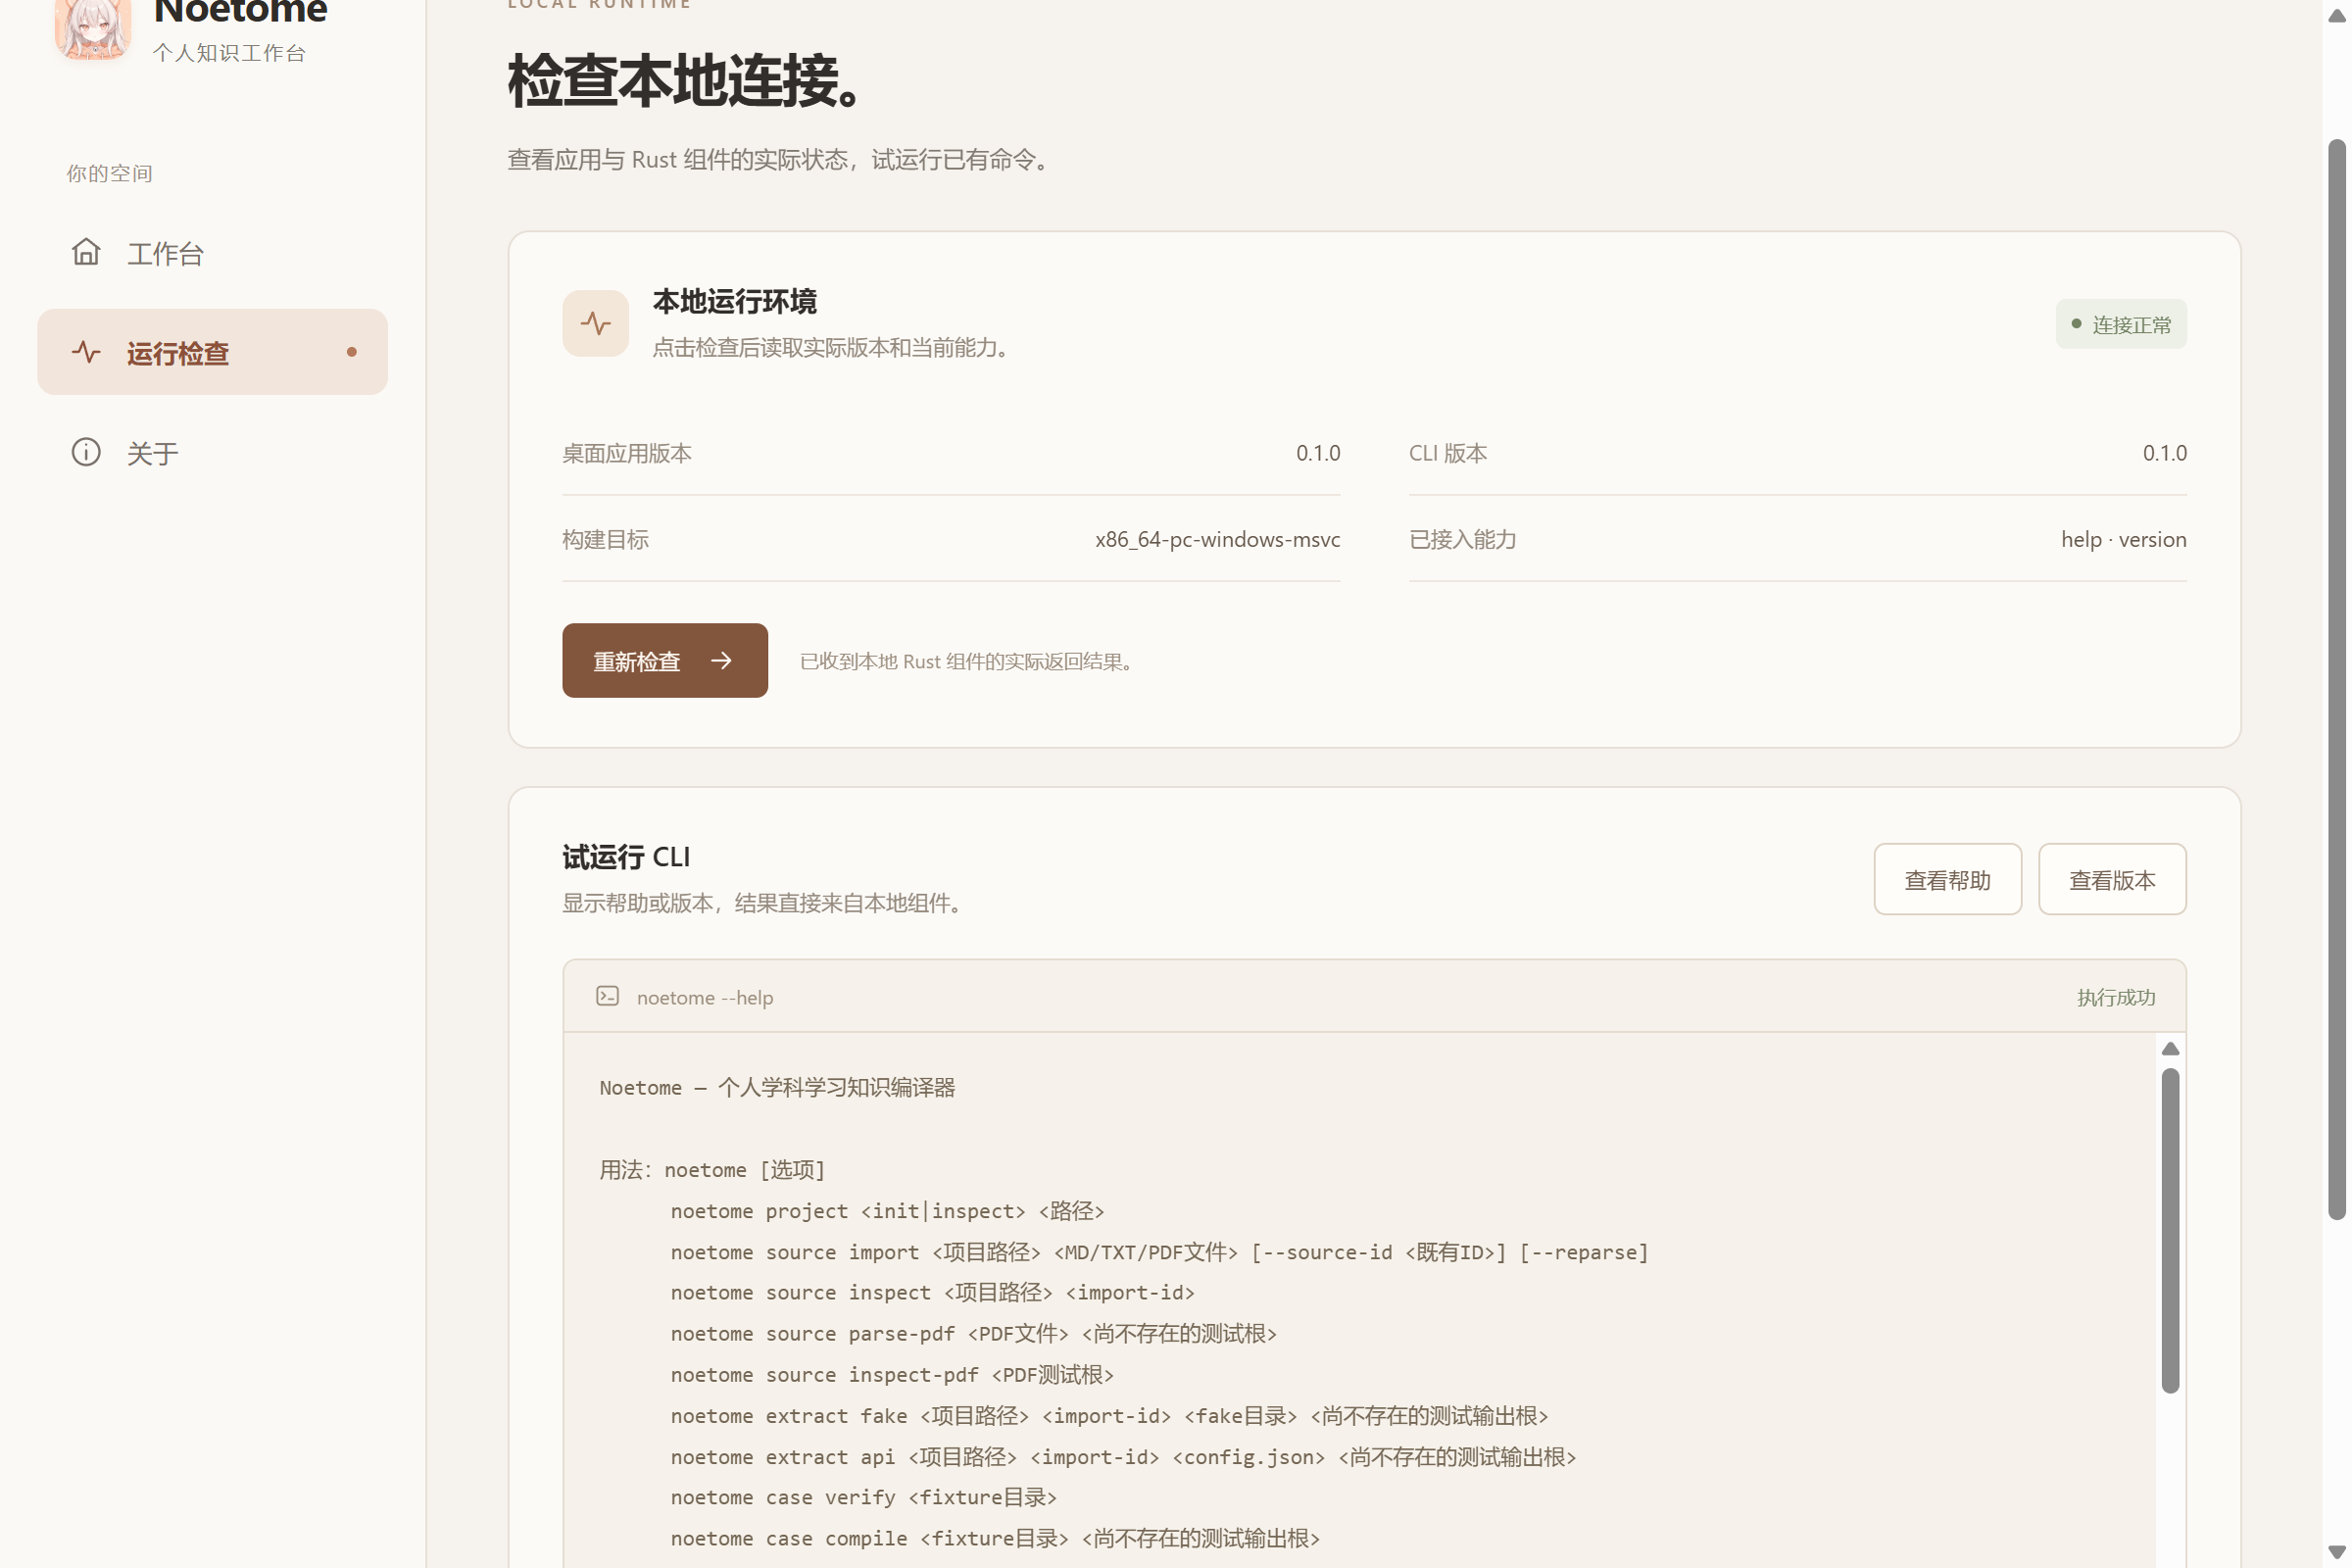 Noetome
个人知识工作台
你的空间
工作台
运行检查
关于
LOCAL RUNTIME
检查本地连接。
查看应用与 Rust 组件的实际状态，试运行已有命令。
本地运行环境
点击检查后读取实际版本和当前能力。
连接正常
桌面应用版本 0.1.0
CLI 版本 0.1.0
构建目标 x86_64-pc-windows-msvc
已接入能力 help · version
重新检查 →
已收到本地 Rust 组件的实际返回结果。
试运行 CLI
显示帮助或版本，结果直接来自本地组件。
查看帮助
查看版本
noetome --help
执行成功
Noetome — 个人学科学习知识编译器
用法：noetome [选项]
noetome project <init|inspect> <路径>
noetome source import <项目路径> <MD/TXT/PDF文件> [--source-id <既有ID>] [--reparse]
noetome source inspect <项目路径> <import-id>
noetome source parse-pdf <PDF文件> <尚不存在的测试根>
noetome source inspect-pdf <PDF测试根>
noetome extract fake <项目路径> <import-id> <fake目录> <尚不存在的测试输出根>
noetome extract api <项目路径> <import-id> <config.json> <尚不存在的测试输出根>
noetome case verify <fixture目录>
noetome case compile <fixture目录> <尚不存在的测试输出根>